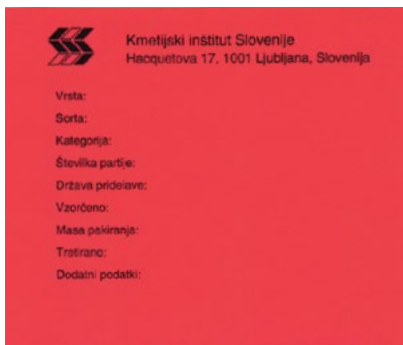 Kmetijski inštitut Slovenije
Hacquetova 17, 1001 Ljubljana, Slovenija
Vrsta:
Sorta:
Kategorija:
Številka partije:
Država pridelave:
Vzorčeno:
Masa pakiranja:
Tretirano:
Dodatni podatki: